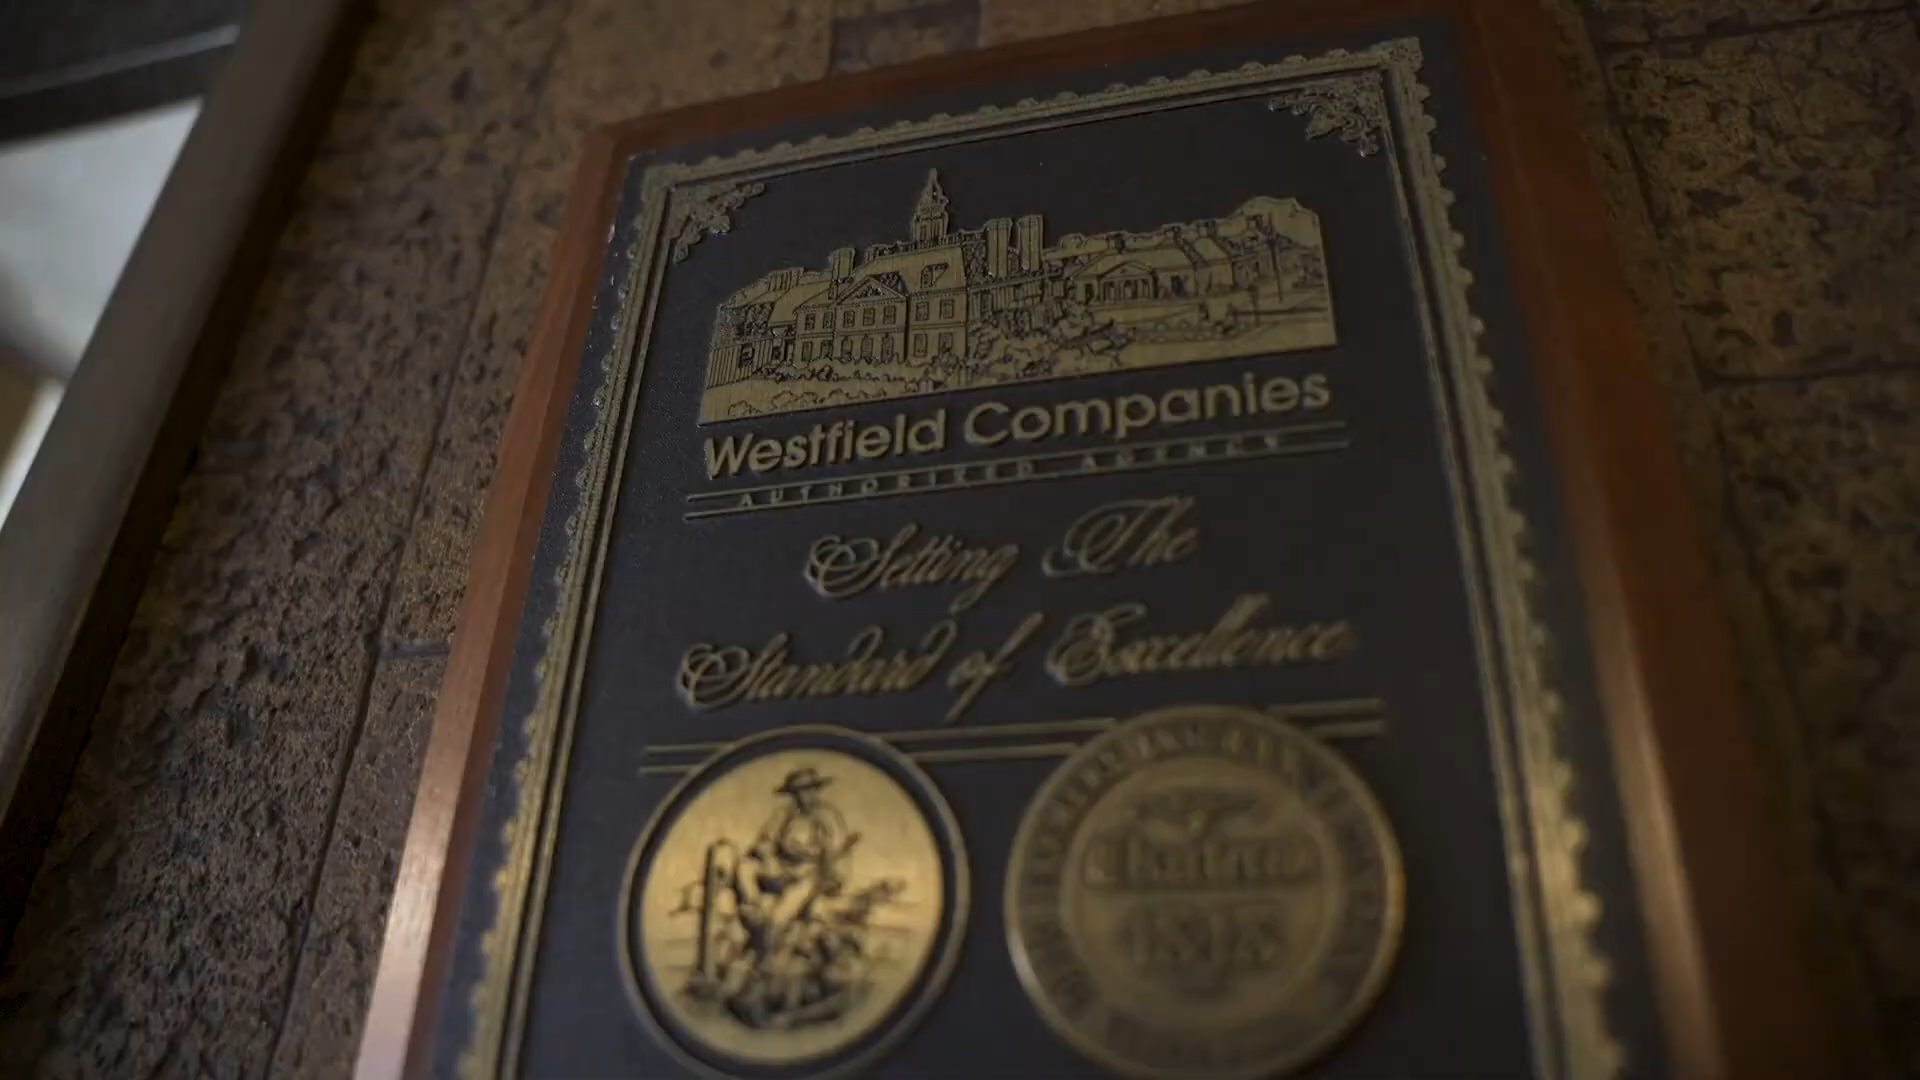 Westfield Companies
AUTHORIZED AGENCY
Setting The
Standard of Excellence